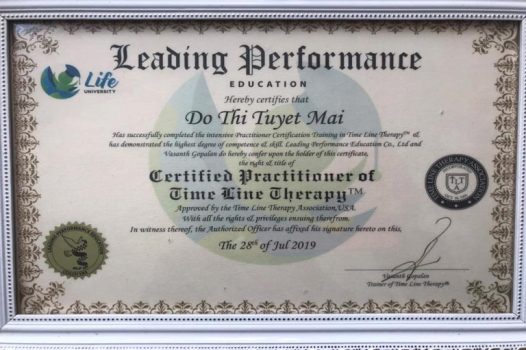 Leading Performance
EDUCATION
Life
UNIVERSITY
Hereby certifies that
Do Thi Tuyet Mai
Has successfully completed the intensive Practitioner Certification Training in Time Line Therapy™ &
has demonstrated the highest degree of competence & skill. Leading Performance Education Co., Ltd and
Vasanth Gopalan do hereby confer upon the holder of this certificate,
the right & title of
Certified Practitioner of
Time Line Therapy™
Approved by the Time Line Therapy Association, USA.
With all the rights & privileges ensuing therefrom.
In witness thereof, the Authorized Officer has affixed his signature hereto on this,
The 28th of Jul 2019
Vasanth Gopalan
Trainer of Time Line Therapy®